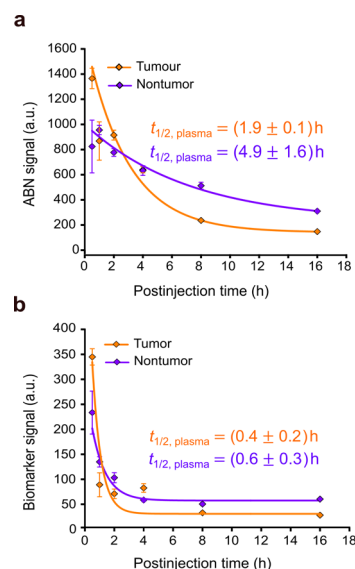 a
1600
1400
1200
1000
800
600
400
200
0
ABN signal (a.u.)
Tumour
Nontumor
t1/2, plasma = (1.9 ± 0.1) h
t1/2, plasma = (4.9 ± 1.6) h
0 2 4 6 8 10 12 14 16 18
Postinjection time (h)
b
400
350
300
250
200
150
100
50
0
Biomarker signal (a.u.)
Tumor
Nontumor
t1/2, plasma = (0.4 ± 0.2) h
t1/2, plasma = (0.6 ± 0.3) h
0 2 4 6 8 10 12 14 16 18
Postinjection time (h)